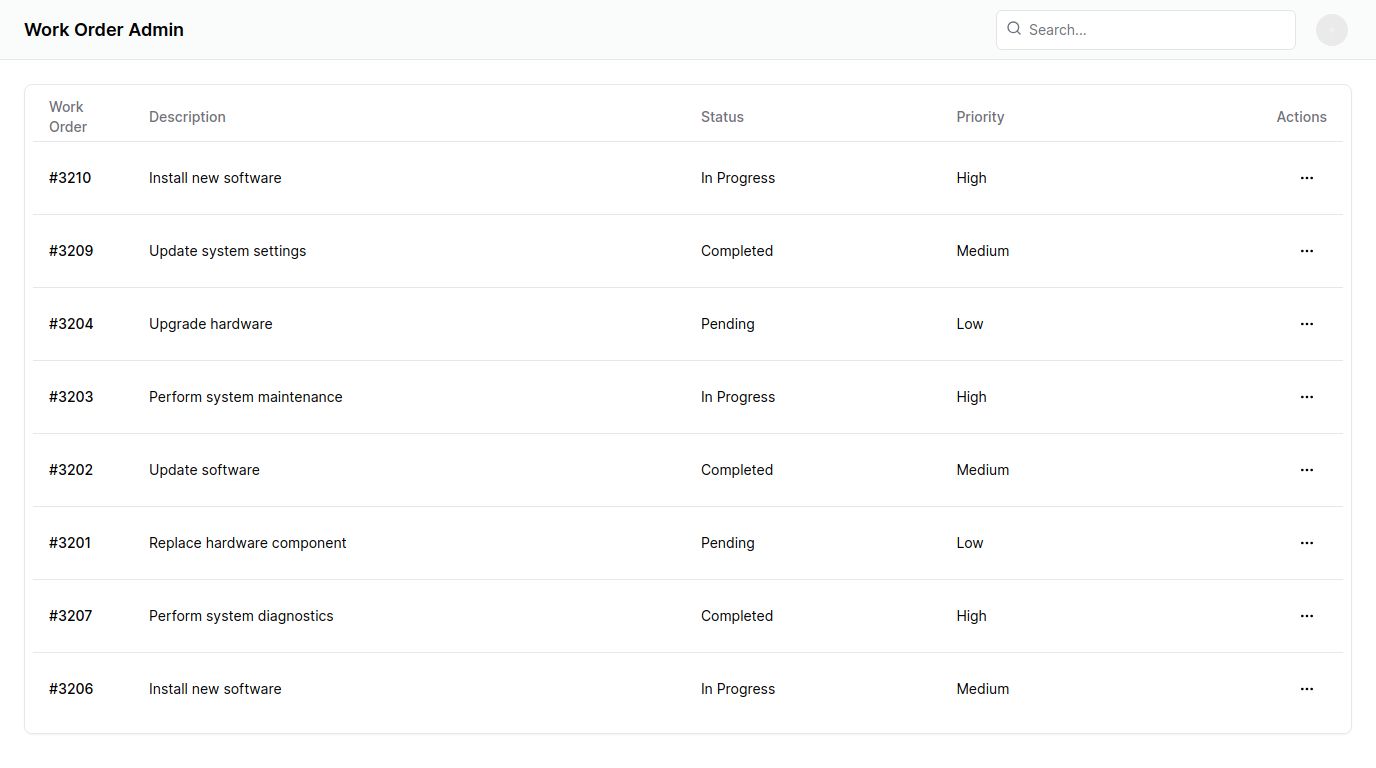 Work Order Admin
Search...
Work
Order
Description Status Priority Actions
#3210 Install new software In Progress High
#3209 Update system settings Completed Medium
#3204 Upgrade hardware Pending Low
#3203 Perform system maintenance In Progress High
#3202 Update software Completed Medium
#3201 Replace hardware component Pending Low
#3207 Perform system diagnostics Completed High
#3206 Install new software In Progress Medium